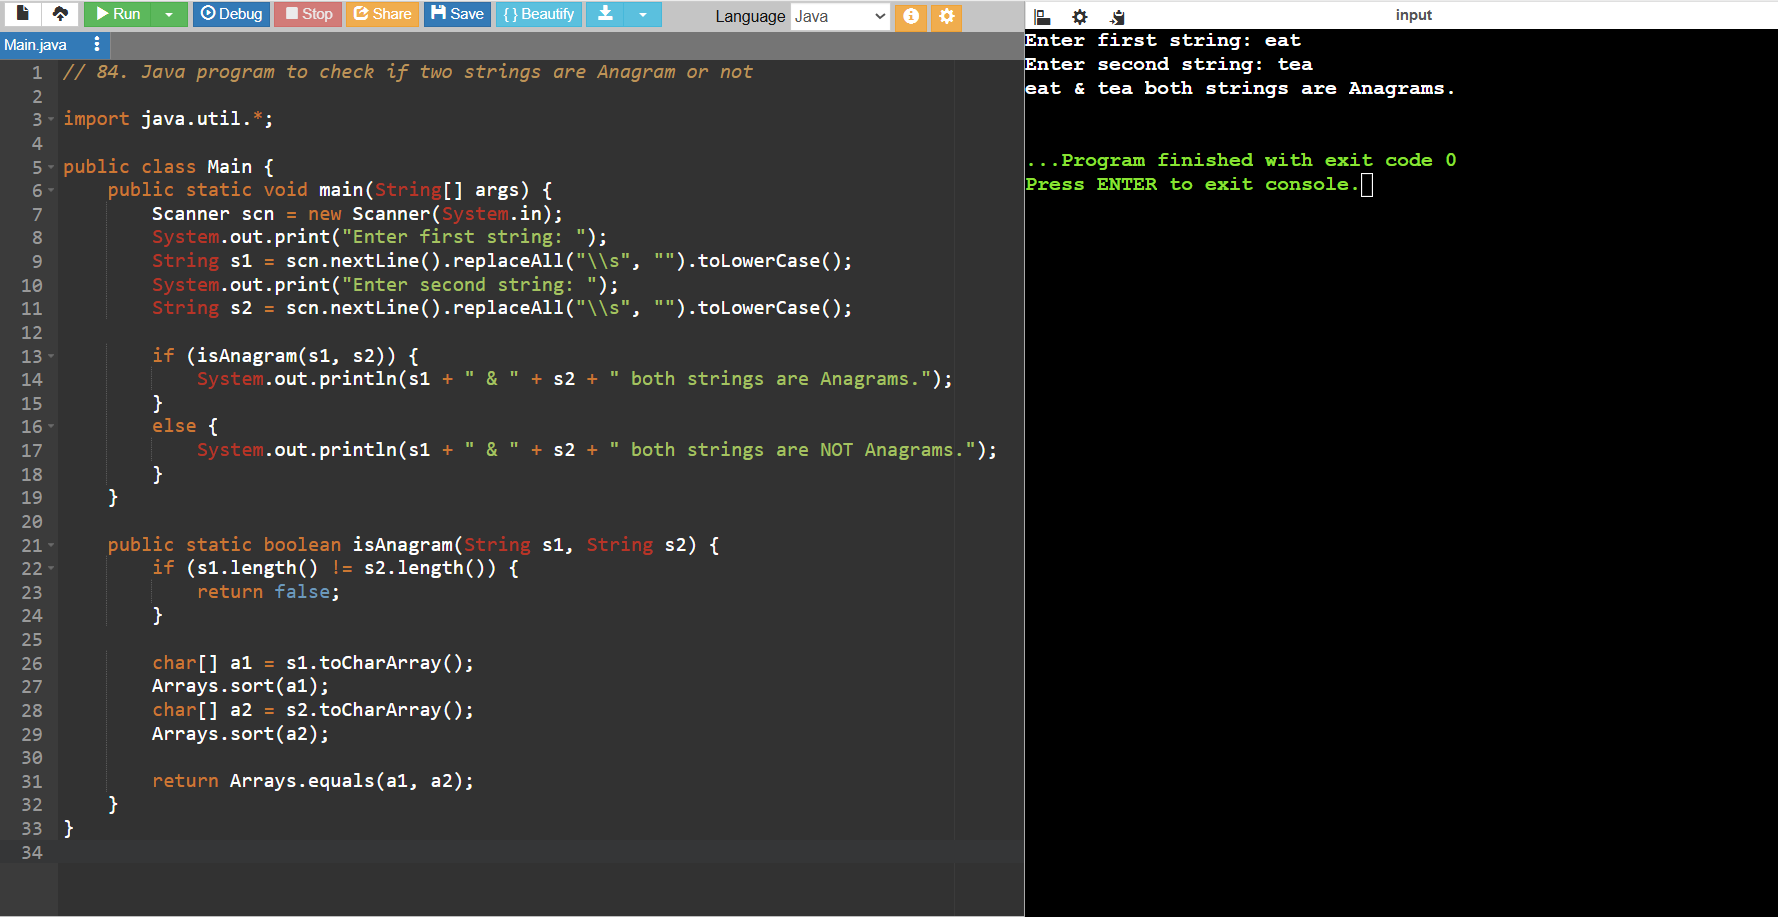 Run Debug Stop Share Save { } Beautify Language Java
input
Main.java
1 // 84. Java program to check if two strings are Anagram or not
2
3 import java.util.*;
4
5 public class Main {
6     public static void main(String[] args) {
7         Scanner scn = new Scanner(System.in);
8         System.out.print("Enter first string: ");
9         String s1 = scn.nextLine().replaceAll("\\s", "").toLowerCase();
10         System.out.print("Enter second string: ");
11         String s2 = scn.nextLine().replaceAll("\\s", "").toLowerCase();
12
13         if (isAnagram(s1, s2)) {
14             System.out.println(s1 + " & " + s2 + " both strings are Anagrams.");
15         }
16         else {
17             System.out.println(s1 + " & " + s2 + " both strings are NOT Anagrams.");
18         }
19     }
20
21     public static boolean isAnagram(String s1, String s2) {
22         if (s1.length() != s2.length()) {
23             return false;
24         }
25
26         char[] a1 = s1.toCharArray();
27         Arrays.sort(a1);
28         char[] a2 = s2.toCharArray();
29         Arrays.sort(a2);
30
31         return Arrays.equals(a1, a2);
32     }
33 }
34
Enter first string: eat
Enter second string: tea
eat & tea both strings are Anagrams.
...Program finished with exit code 0
Press ENTER to exit console.